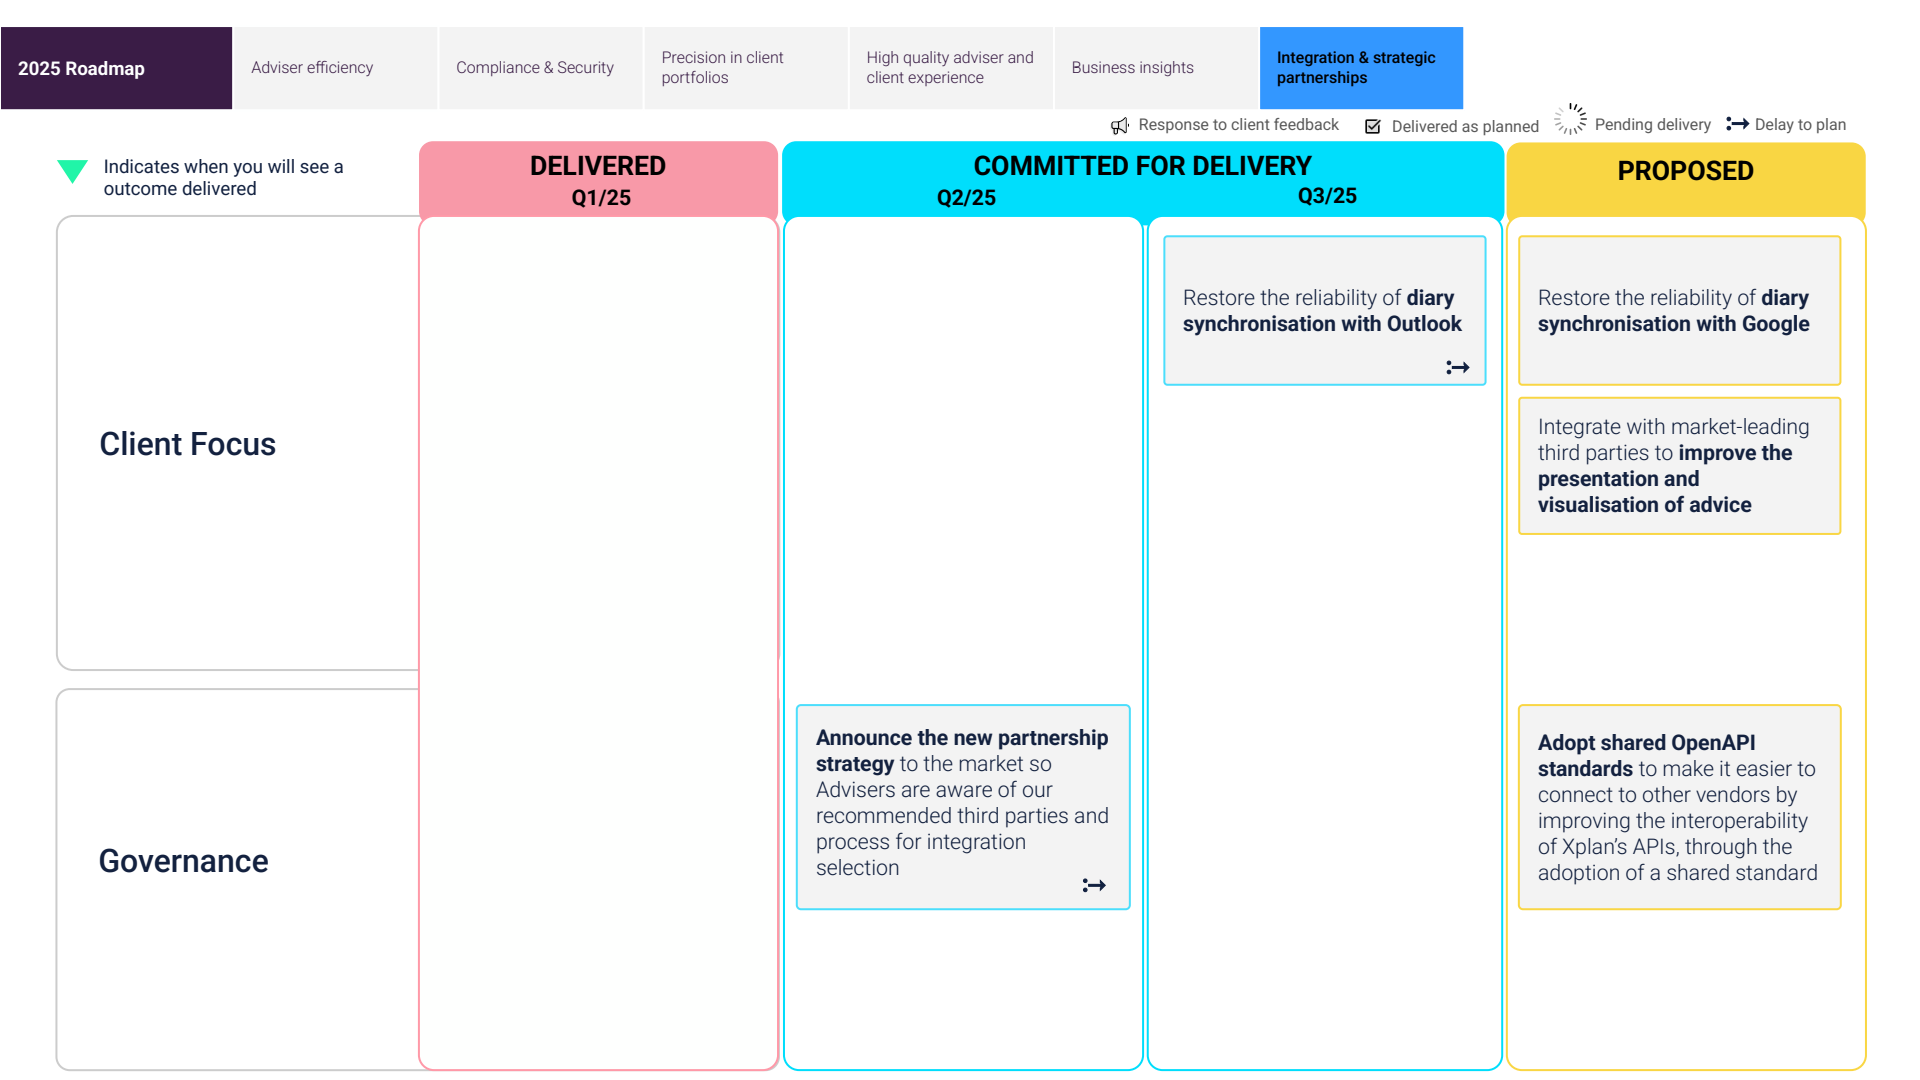 2025 Roadmap
Adviser efficiency
Compliance & Security
Precision in client
portfolios
High quality adviser and
client experience
Business insights
Integration & strategic
partnerships
Response to client feedback
Delivered as planned
Pending delivery
Delay to plan
Indicates when you will see a
outcome delivered
DELIVERED
Q1/25
COMMITTED FOR DELIVERY
Q2/25
Q3/25
PROPOSED
Client Focus
Restore the reliability of diary
synchronisation with Outlook
Restore the reliability of diary
synchronisation with Google
Integrate with market-leading
third parties to improve the
presentation and
visualisation of advice
Governance
Announce the new partnership
strategy to the market so
Advisers are aware of our
recommended third parties and
process for integration
selection
Adopt shared OpenAPI
standards to make it easier to
connect to other vendors by
improving the interoperability
of Xplan's APIs, through the
adoption of a shared standard